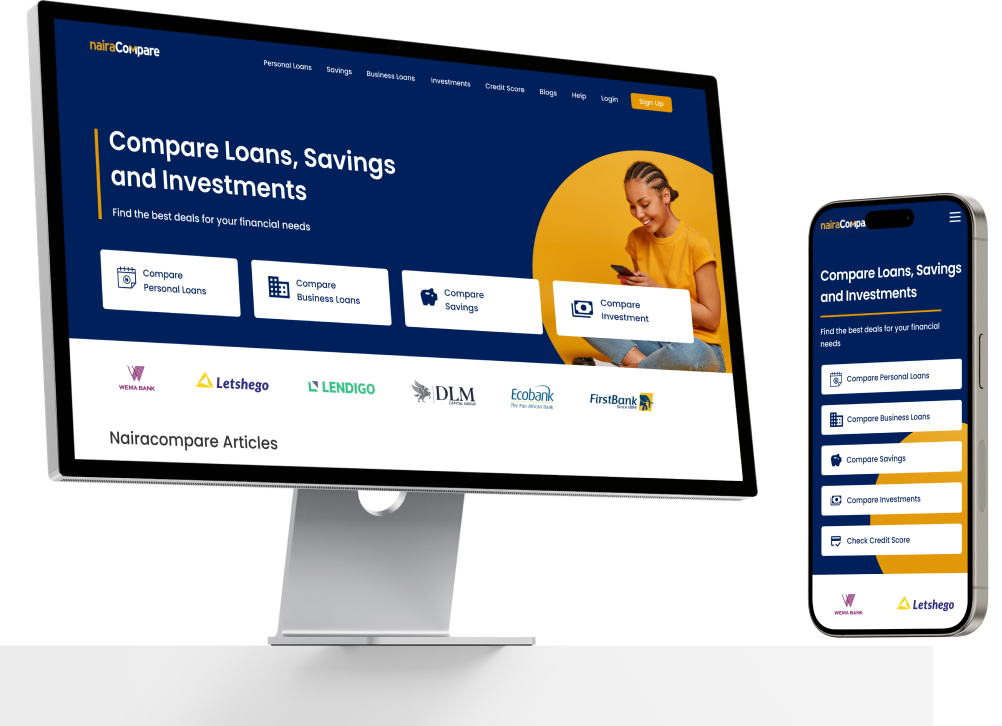 nairaCompare
Personal Loans
Savings
Business Loans
Investments
Credit Score
Blogs
Help
Login
Sign Up
Compare Loans, Savings
and Investments
Find the best deals for your financial needs
Compare
Personal Loans
Compare
Business Loans
Compare
Savings
Compare
Investment
WEMA BANK
Letshego
LENDIGO
DLM
CAPITAL GROUP
Ecobank
The Pan African Bank
FirstBank
Since 1894
Nairacompare Articles
nairaCompa
Compare Loans, Savings
and Investments
Find the best deals for your financial
needs
Compare Personal Loans
Compare Business Loans
Compare Savings
Compare Investments
Check Credit Score
WEMA BANK
Letshego